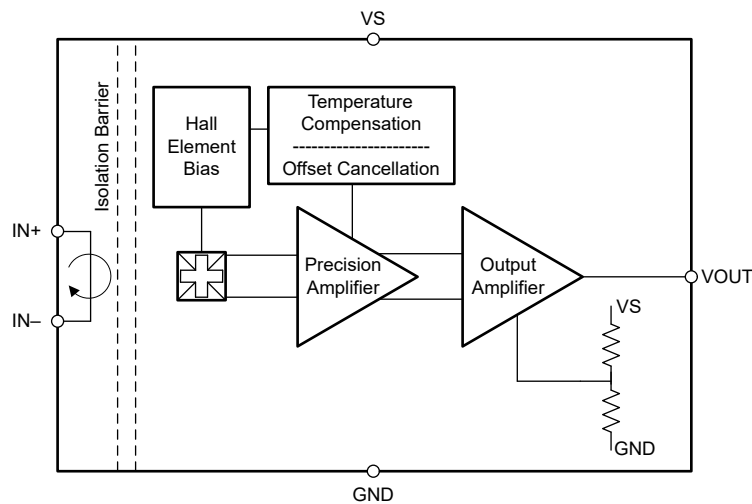 VS
Isolation Barrier
Hall
Element
Bias
Temperature
Compensation
---------------------
Offset Cancellation
IN+
IN–
Precision
Amplifier
Output
Amplifier
VOUT
VS
GND
GND